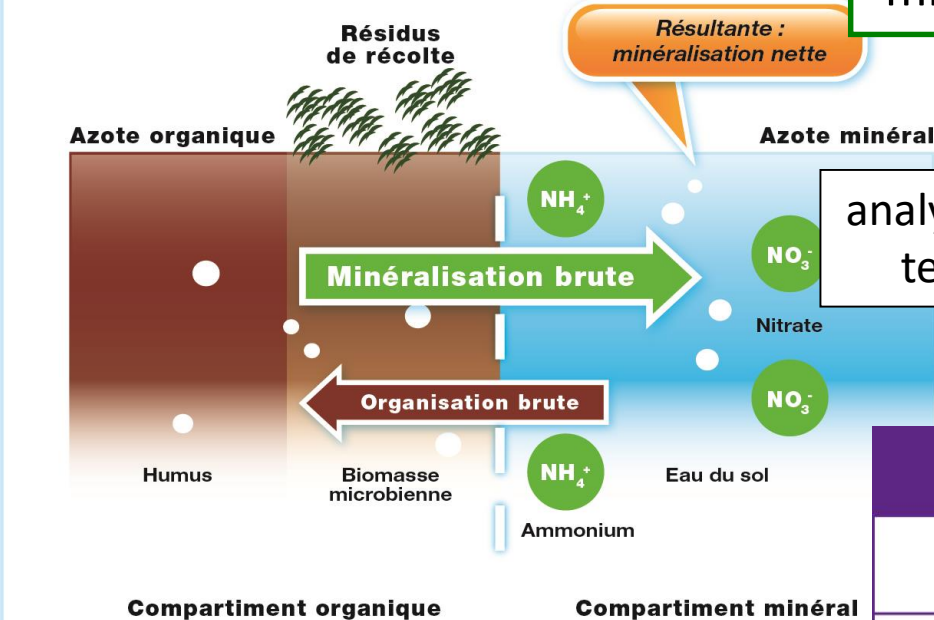 Résidus
de récolte
Résultante :
minéralisation nette
Azote organique
Azote minéral
NH₄⁺
Minéralisation brute
NO₃⁻
Nitrate
Organisation brute
NO₃⁻
Humus
Biomasse
microbienne
NH₄⁺
Eau du sol
Ammonium
Compartiment organique
Compartiment minéral